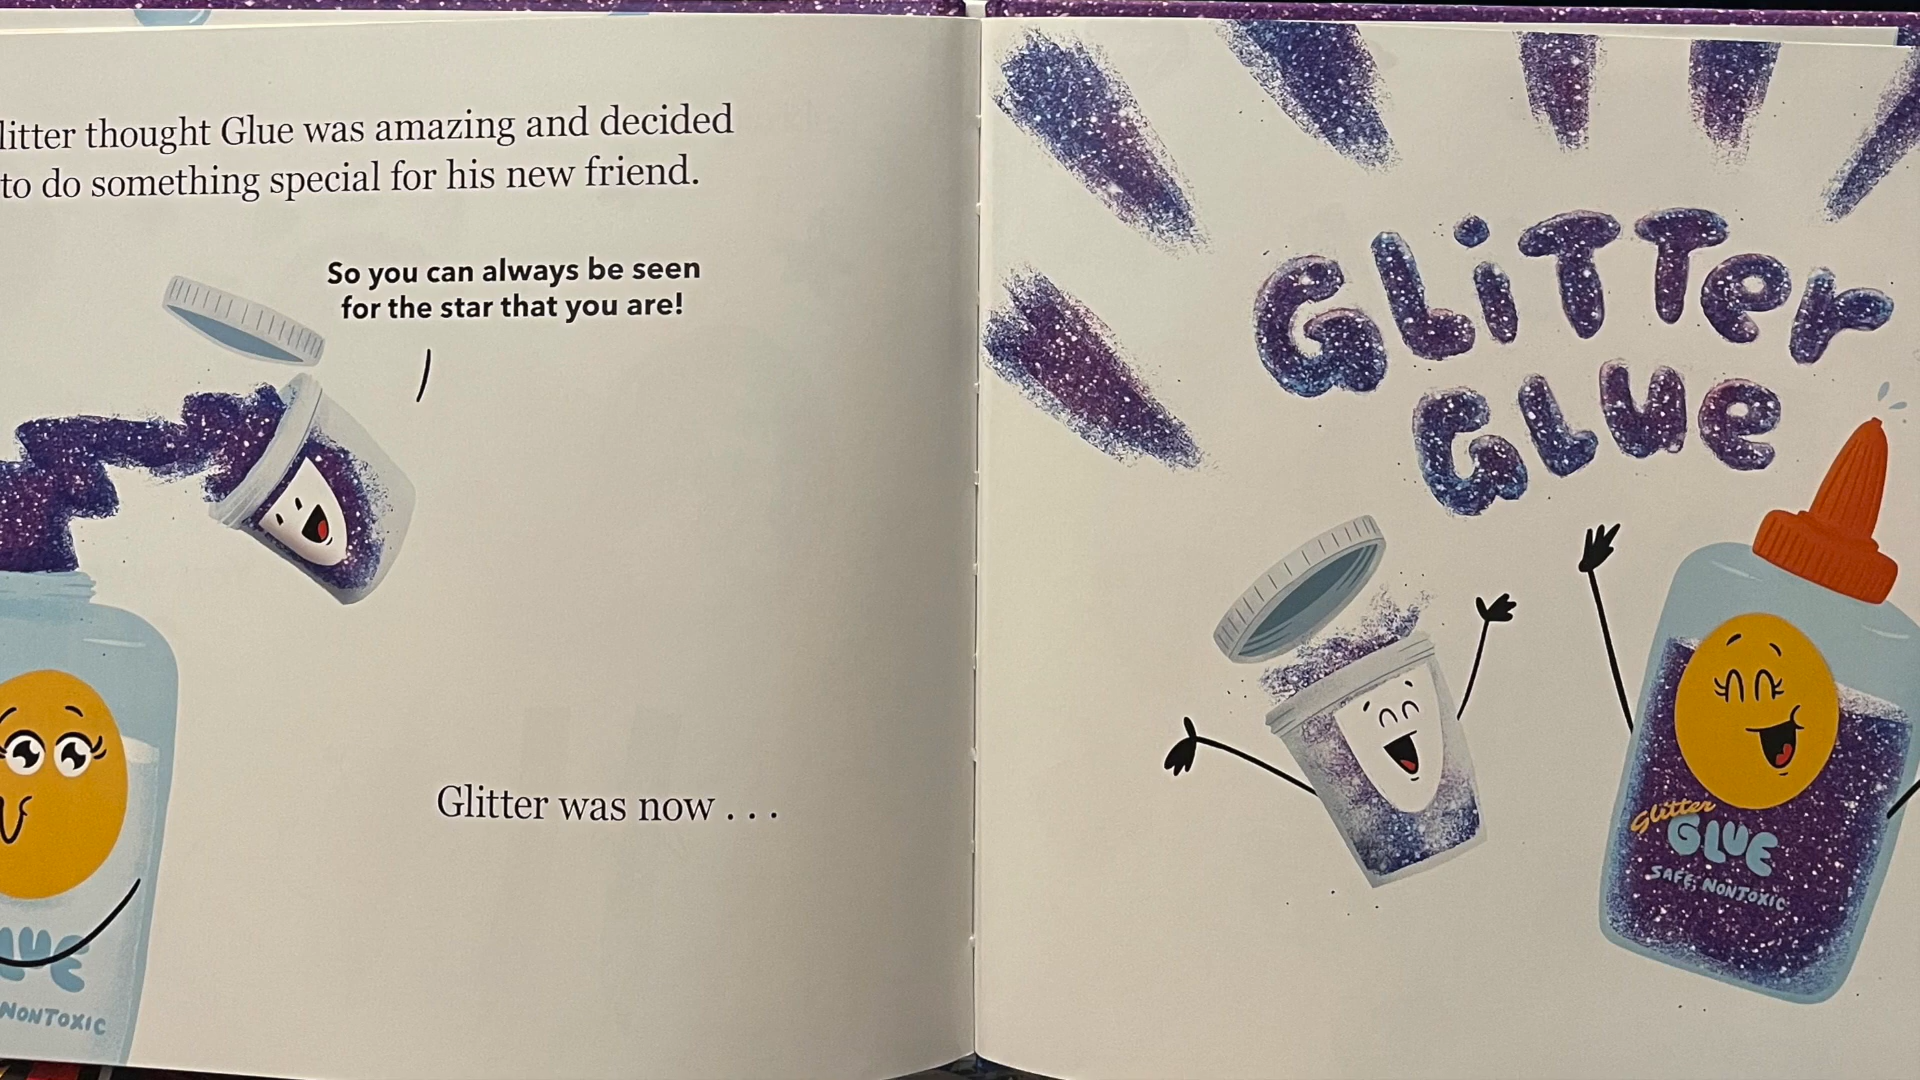 litter thought Glue was amazing and decided
to do something special for his new friend.
So you can always be seen
for the star that you are!
LUE
NONTOXIC
Glitter was now . . .
GLiTTer
GLUe
Glitter
GLUE
SAFE, NONTOXIC